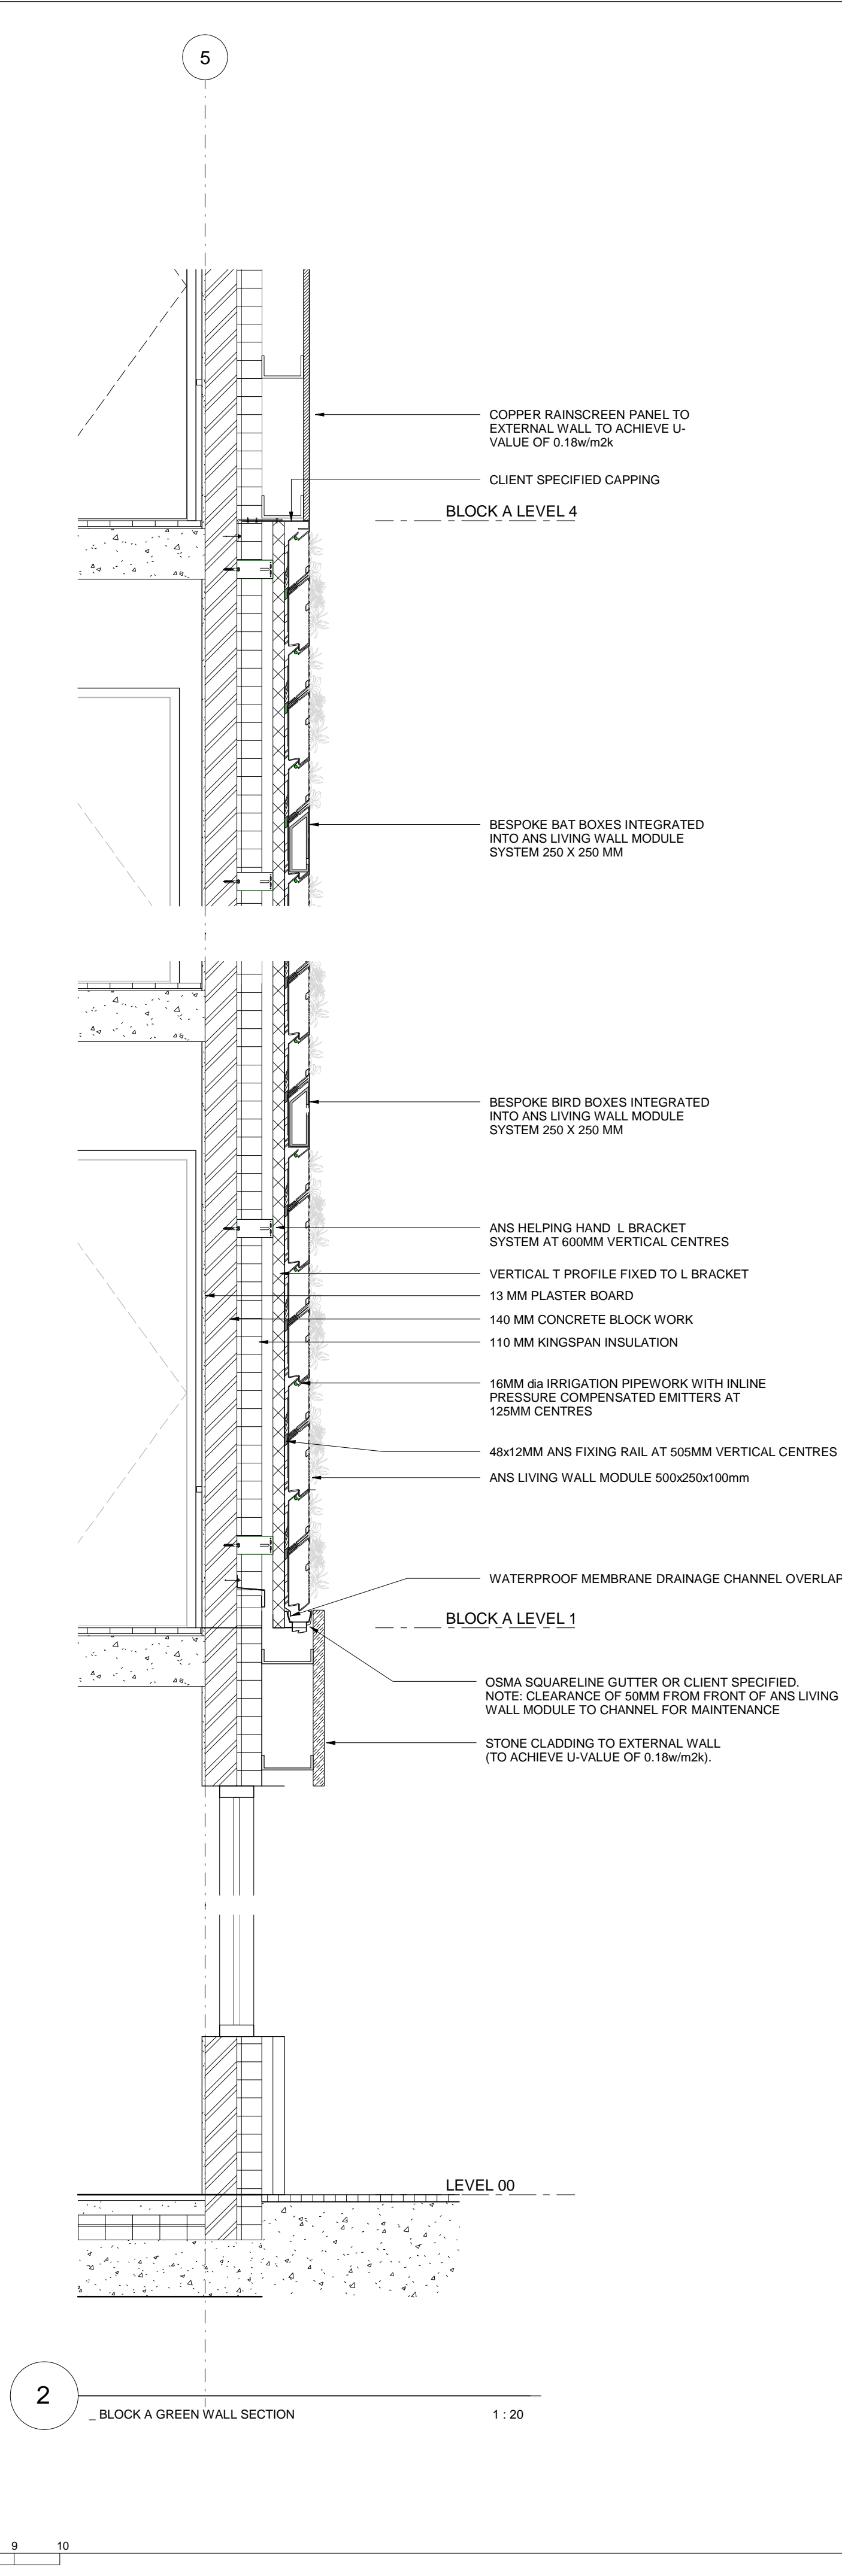 5
COPPER RAINSCREEN PANEL TO
EXTERNAL WALL TO ACHIEVE U-
VALUE OF 0.18w/m2k
CLIENT SPECIFIED CAPPING
BLOCK A LEVEL 4
BESPOKE BAT BOXES INTEGRATED
INTO ANS LIVING WALL MODULE
SYSTEM 250 X 250 MM
BESPOKE BIRD BOXES INTEGRATED
INTO ANS LIVING WALL MODULE
SYSTEM 250 X 250 MM
ANS HELPING HAND L BRACKET
SYSTEM AT 600MM VERTICAL CENTRES
VERTICAL T PROFILE FIXED TO L BRACKET
13 MM PLASTER BOARD
140 MM CONCRETE BLOCK WORK
110 MM KINGSPAN INSULATION
16MM dia IRRIGATION PIPEWORK WITH INLINE
PRESSURE COMPENSATED EMITTERS AT
125MM CENTRES
48x12MM ANS FIXING RAIL AT 505MM VERTICAL CENTRES
ANS LIVING WALL MODULE 500x250x100mm
WATERPROOF MEMBRANE DRAINAGE CHANNEL OVERLAP
BLOCK A LEVEL 1
OSMA SQUARELINE GUTTER OR CLIENT SPECIFIED.
NOTE: CLEARANCE OF 50MM FROM FRONT OF ANS LIVING
WALL MODULE TO CHANNEL FOR MAINTENANCE
STONE CLADDING TO EXTERNAL WALL
(TO ACHIEVE U-VALUE OF 0.18w/m2k).
LEVEL 00
2
_ BLOCK A GREEN WALL SECTION
1 : 20
9 10